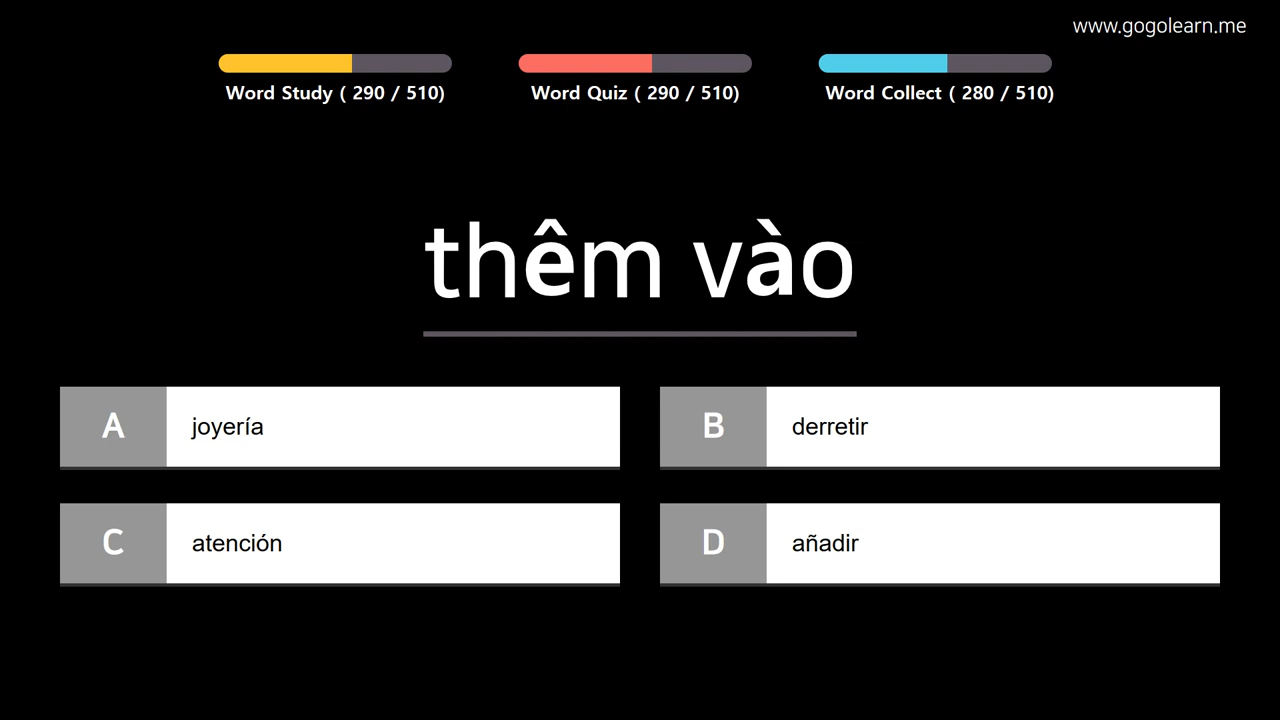 www.gogolearn.me
Word Study ( 290 / 510)
Word Quiz ( 290 / 510)
Word Collect ( 280 / 510)
thêm vào
A joyería
B derretir
C atención
D añadir